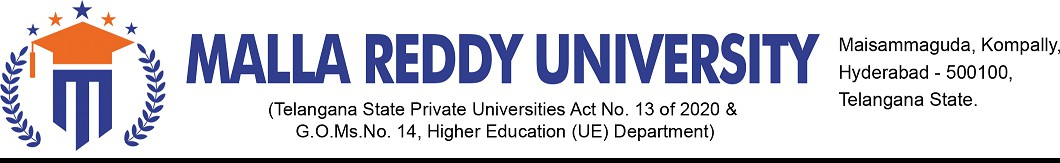 MALLA REDDY UNIVERSITY
(Telangana State Private Universities Act No. 13 of 2020 &
G.O.Ms.No. 14, Higher Education (UE) Department)
Maisammaguda, Kompally,
Hyderabad - 500100,
Telangana State.